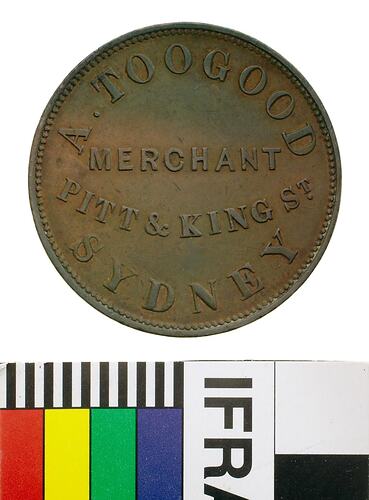 A. TOOGOOD
MERCHANT
PITT & KING ST
SYDNEY
IFRA